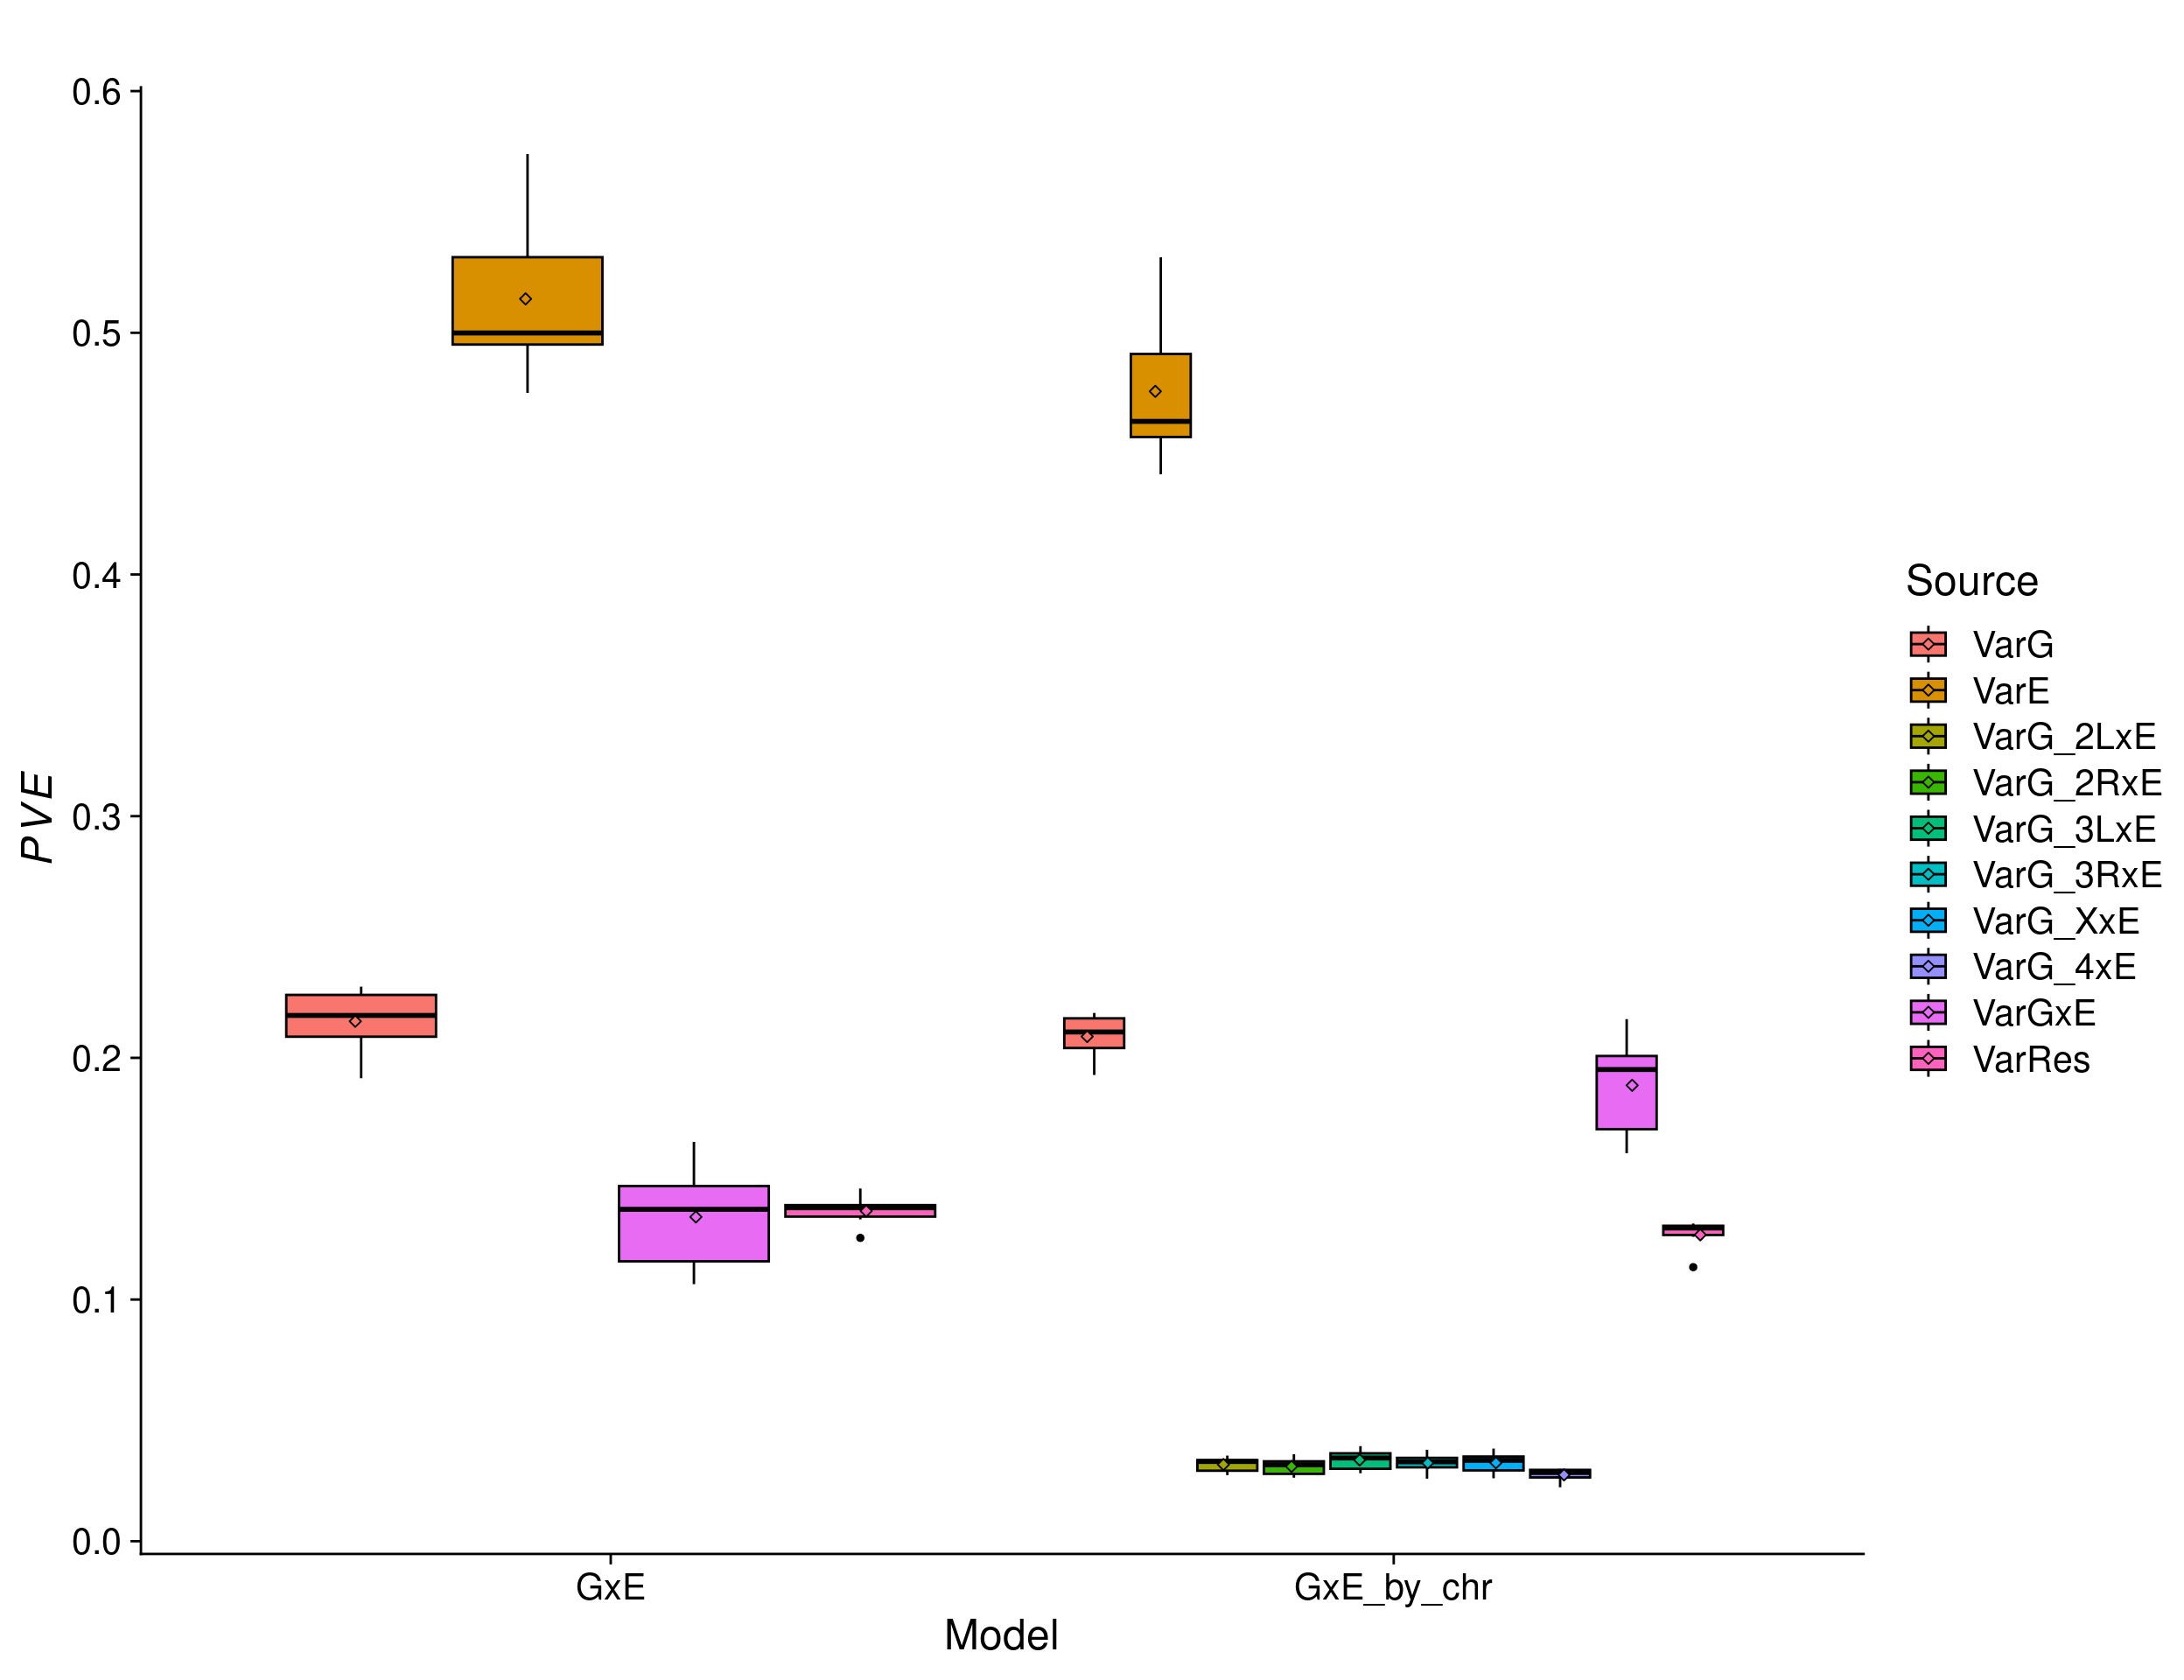 0.6
0.5
0.4
0.3
0.2
0.1
0.0
PVE
GxE
GxE_by_chr
Model
Source
VarG
VarE
VarG_2LxE
VarG_2RxE
VarG_3LxE
VarG_3RxE
VarG_XxE
VarG_4xE
VarGxE
VarRes